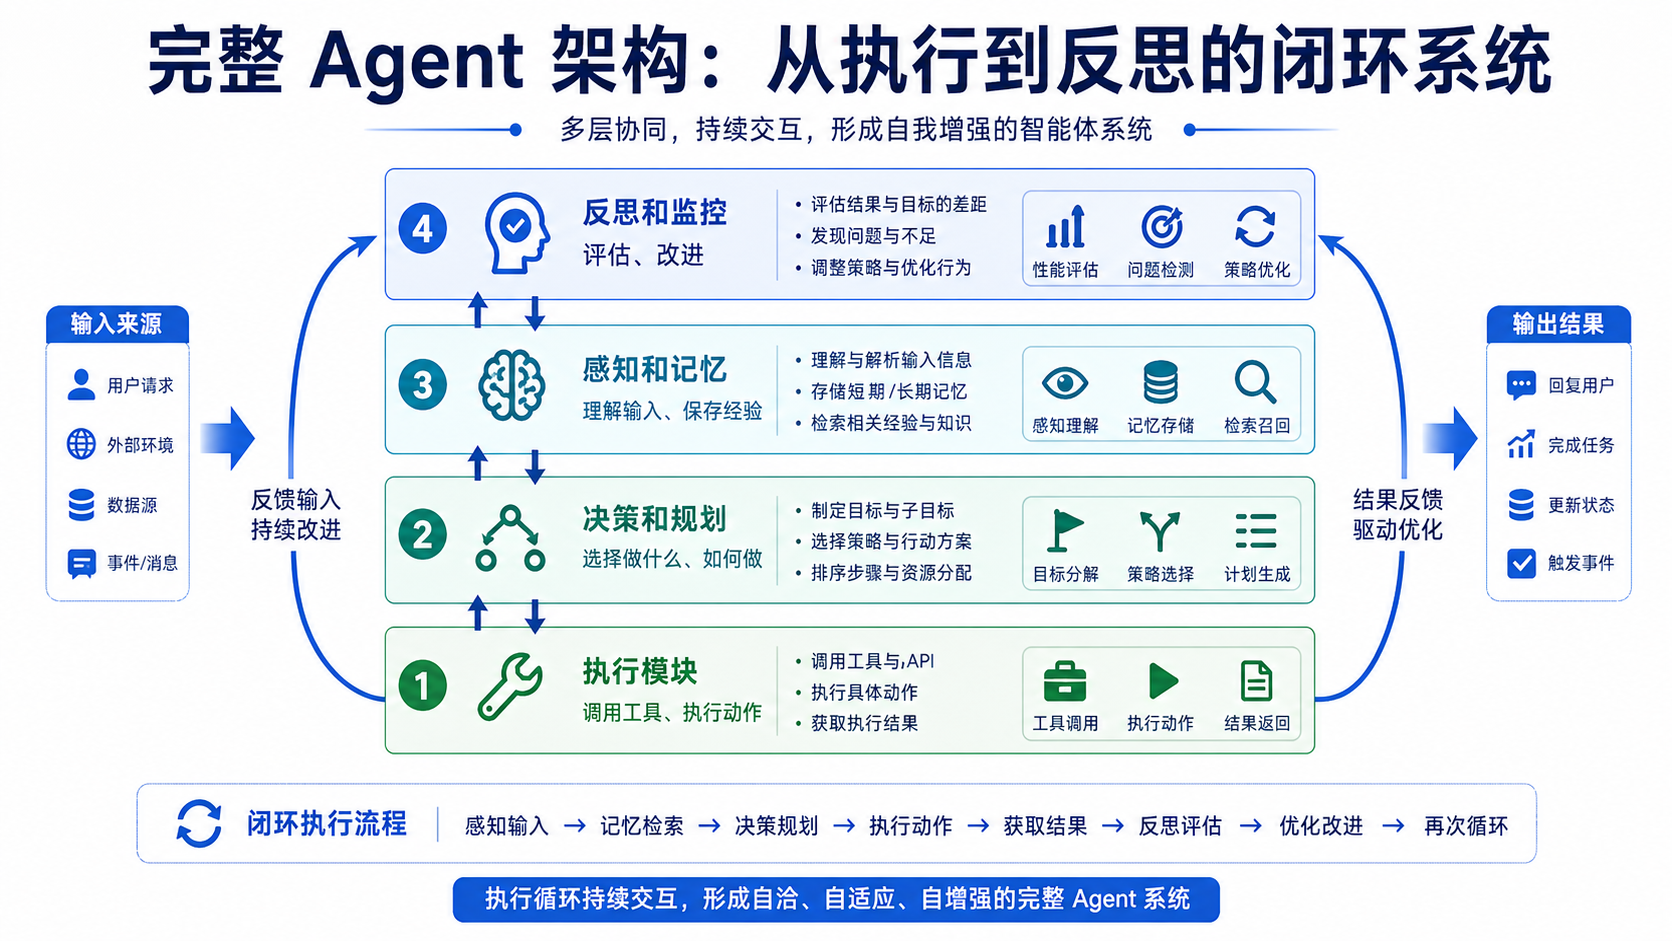 完整 Agent 架构：从执行到反思的闭环系统
多层协同，持续交互，形成自我增强的智能体系统
输入来源
用户请求
外部环境
数据源
事件/消息
反馈输入
持续改进
4
反思和监控
评估、改进
• 评估结果与目标的差距
• 发现问题与不足
• 调整策略与优化行为
性能评估
问题检测
策略优化
3
感知和记忆
理解输入、保存经验
• 理解与解析输入信息
• 存储短期/长期记忆
• 检索相关经验与知识
感知理解
记忆存储
检索召回
2
决策和规划
选择做什么、如何做
• 制定目标与子目标
• 选择策略与行动方案
• 排序步骤与资源分配
目标分解
策略选择
计划生成
1
执行模块
调用工具、执行动作
• 调用工具与,API
• 执行具体动作
• 获取执行结果
工具调用
执行动作
结果返回
结果反馈
驱动优化
输出结果
回复用户
完成任务
更新状态
触发事件
闭环执行流程
感知输入 → 记忆检索 → 决策规划 → 执行动作 → 获取结果 → 反思评估 → 优化改进 → 再次循环
执行循环持续交互，形成自洽、自适应、自增强的完整 Agent 系统